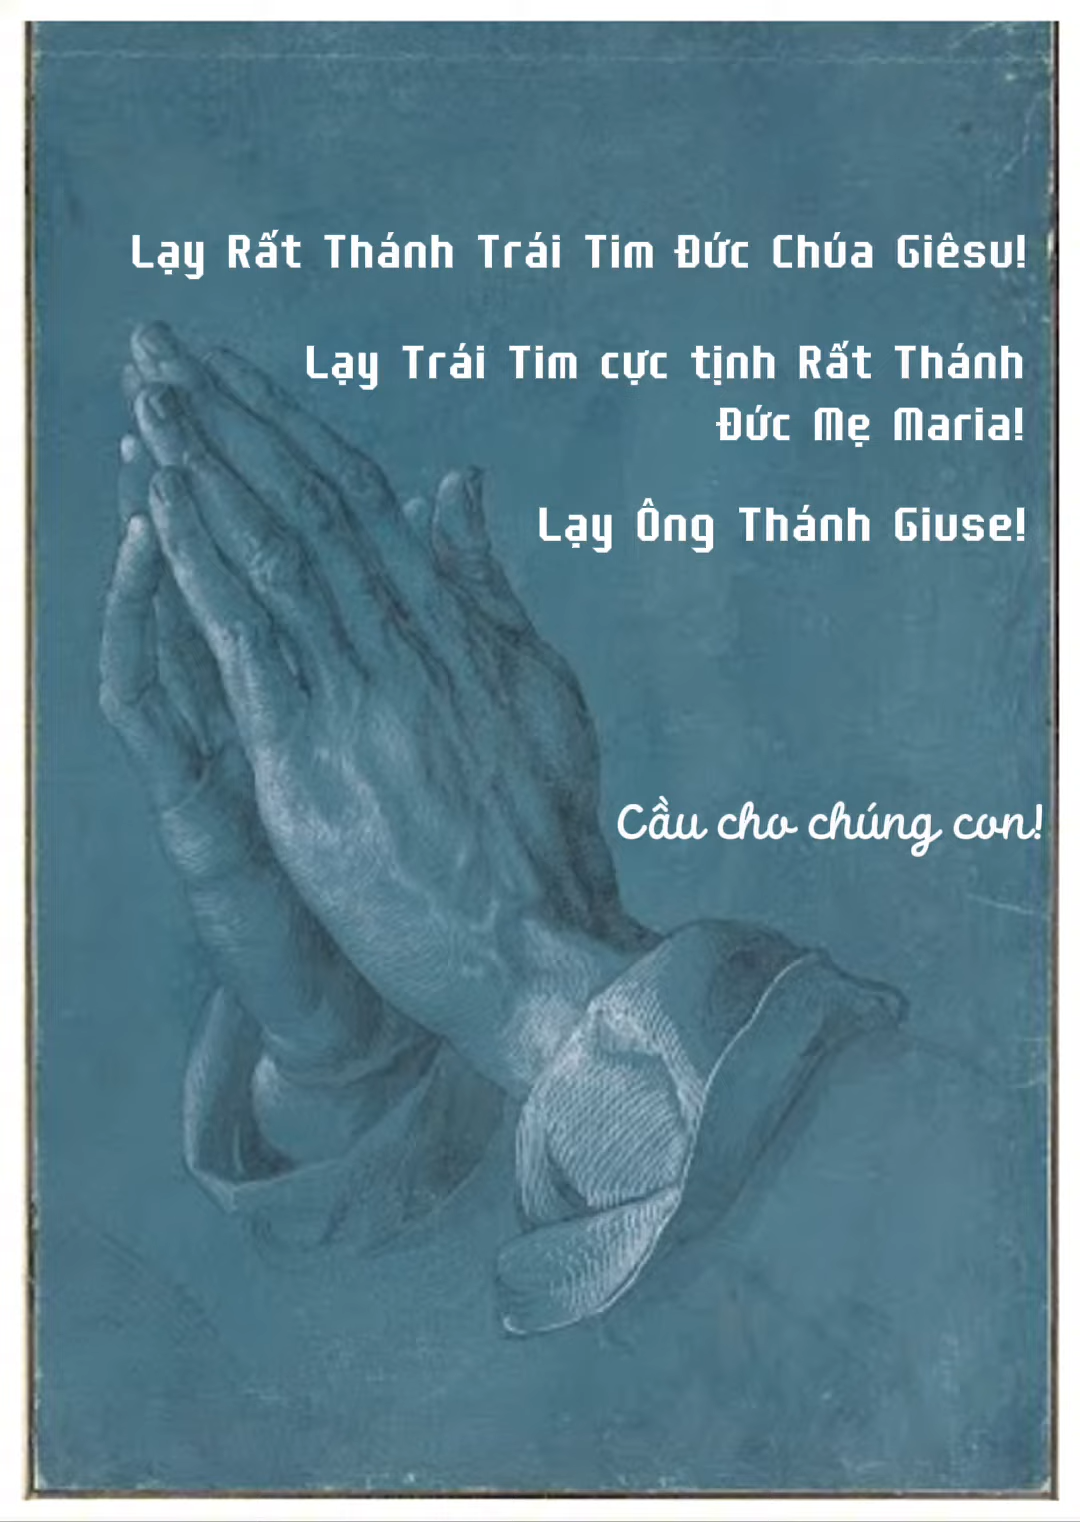 Lạy Rất Thánh Trái Tim Đức Chúa Giêsu!
Lạy Trái Tim cực tịnh Rất Thánh
Đức Mẹ Maria!
Lạy Ông Thánh Giuse!
Cầu cho chúng con!